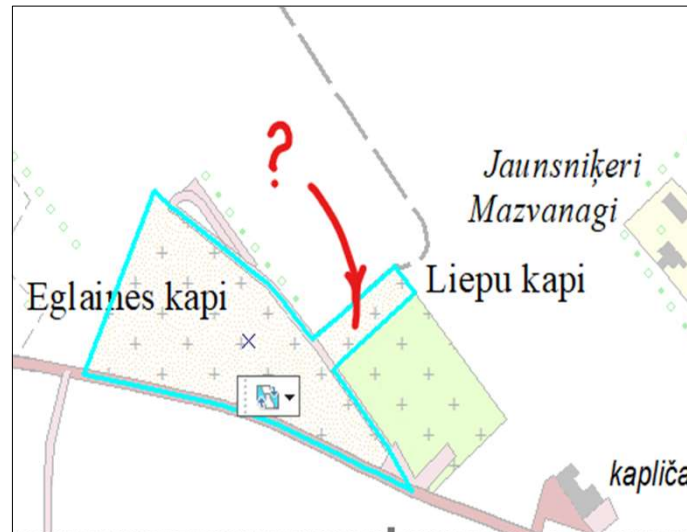 ?
Jaunsniķeri
Mazvanagi
Eglaines kapi
Liepu kapi
kapliča